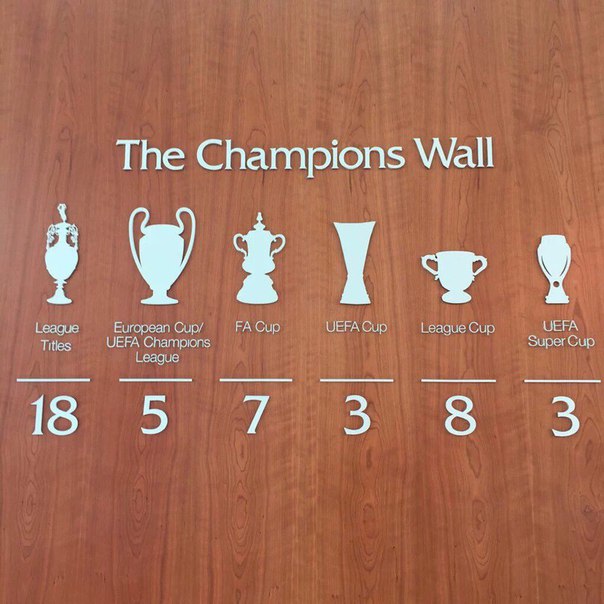 The Champions Wall
League
Titles
European Cup/
UEFA Champions
League
FA Cup
UEFA Cup
League Cup
UEFA
Super Cup
18
5
7
3
8
3